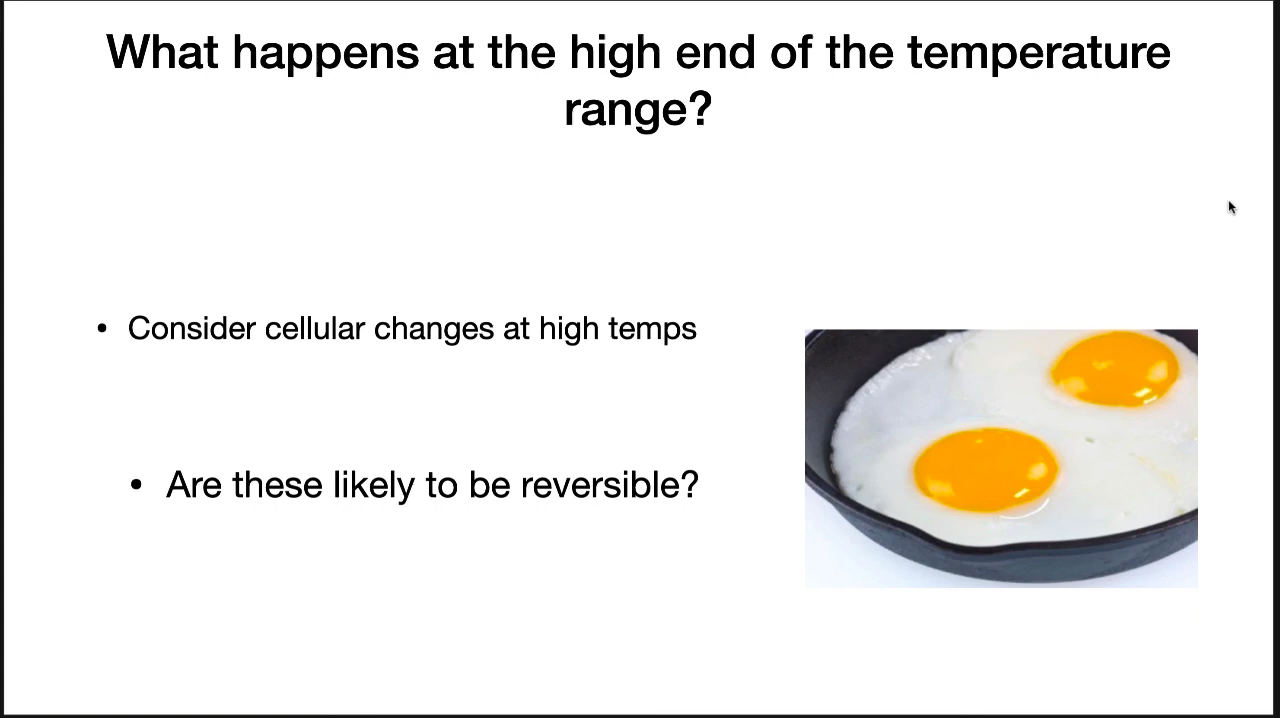 What happens at the high end of the temperature
range?
• Consider cellular changes at high temps
• Are these likely to be reversible?